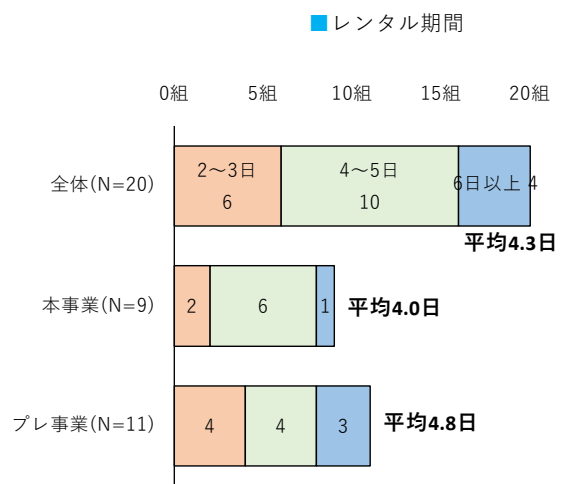 レンタル期間
0組 5組 10組 15組 20組
全体(N=20)
2～3日 4～5日 6日以上 4
6 10
平均4.3日
本事業(N=9) 2 6 1 平均4.0日
プレ事業(N=11) 4 4 3 平均4.8日